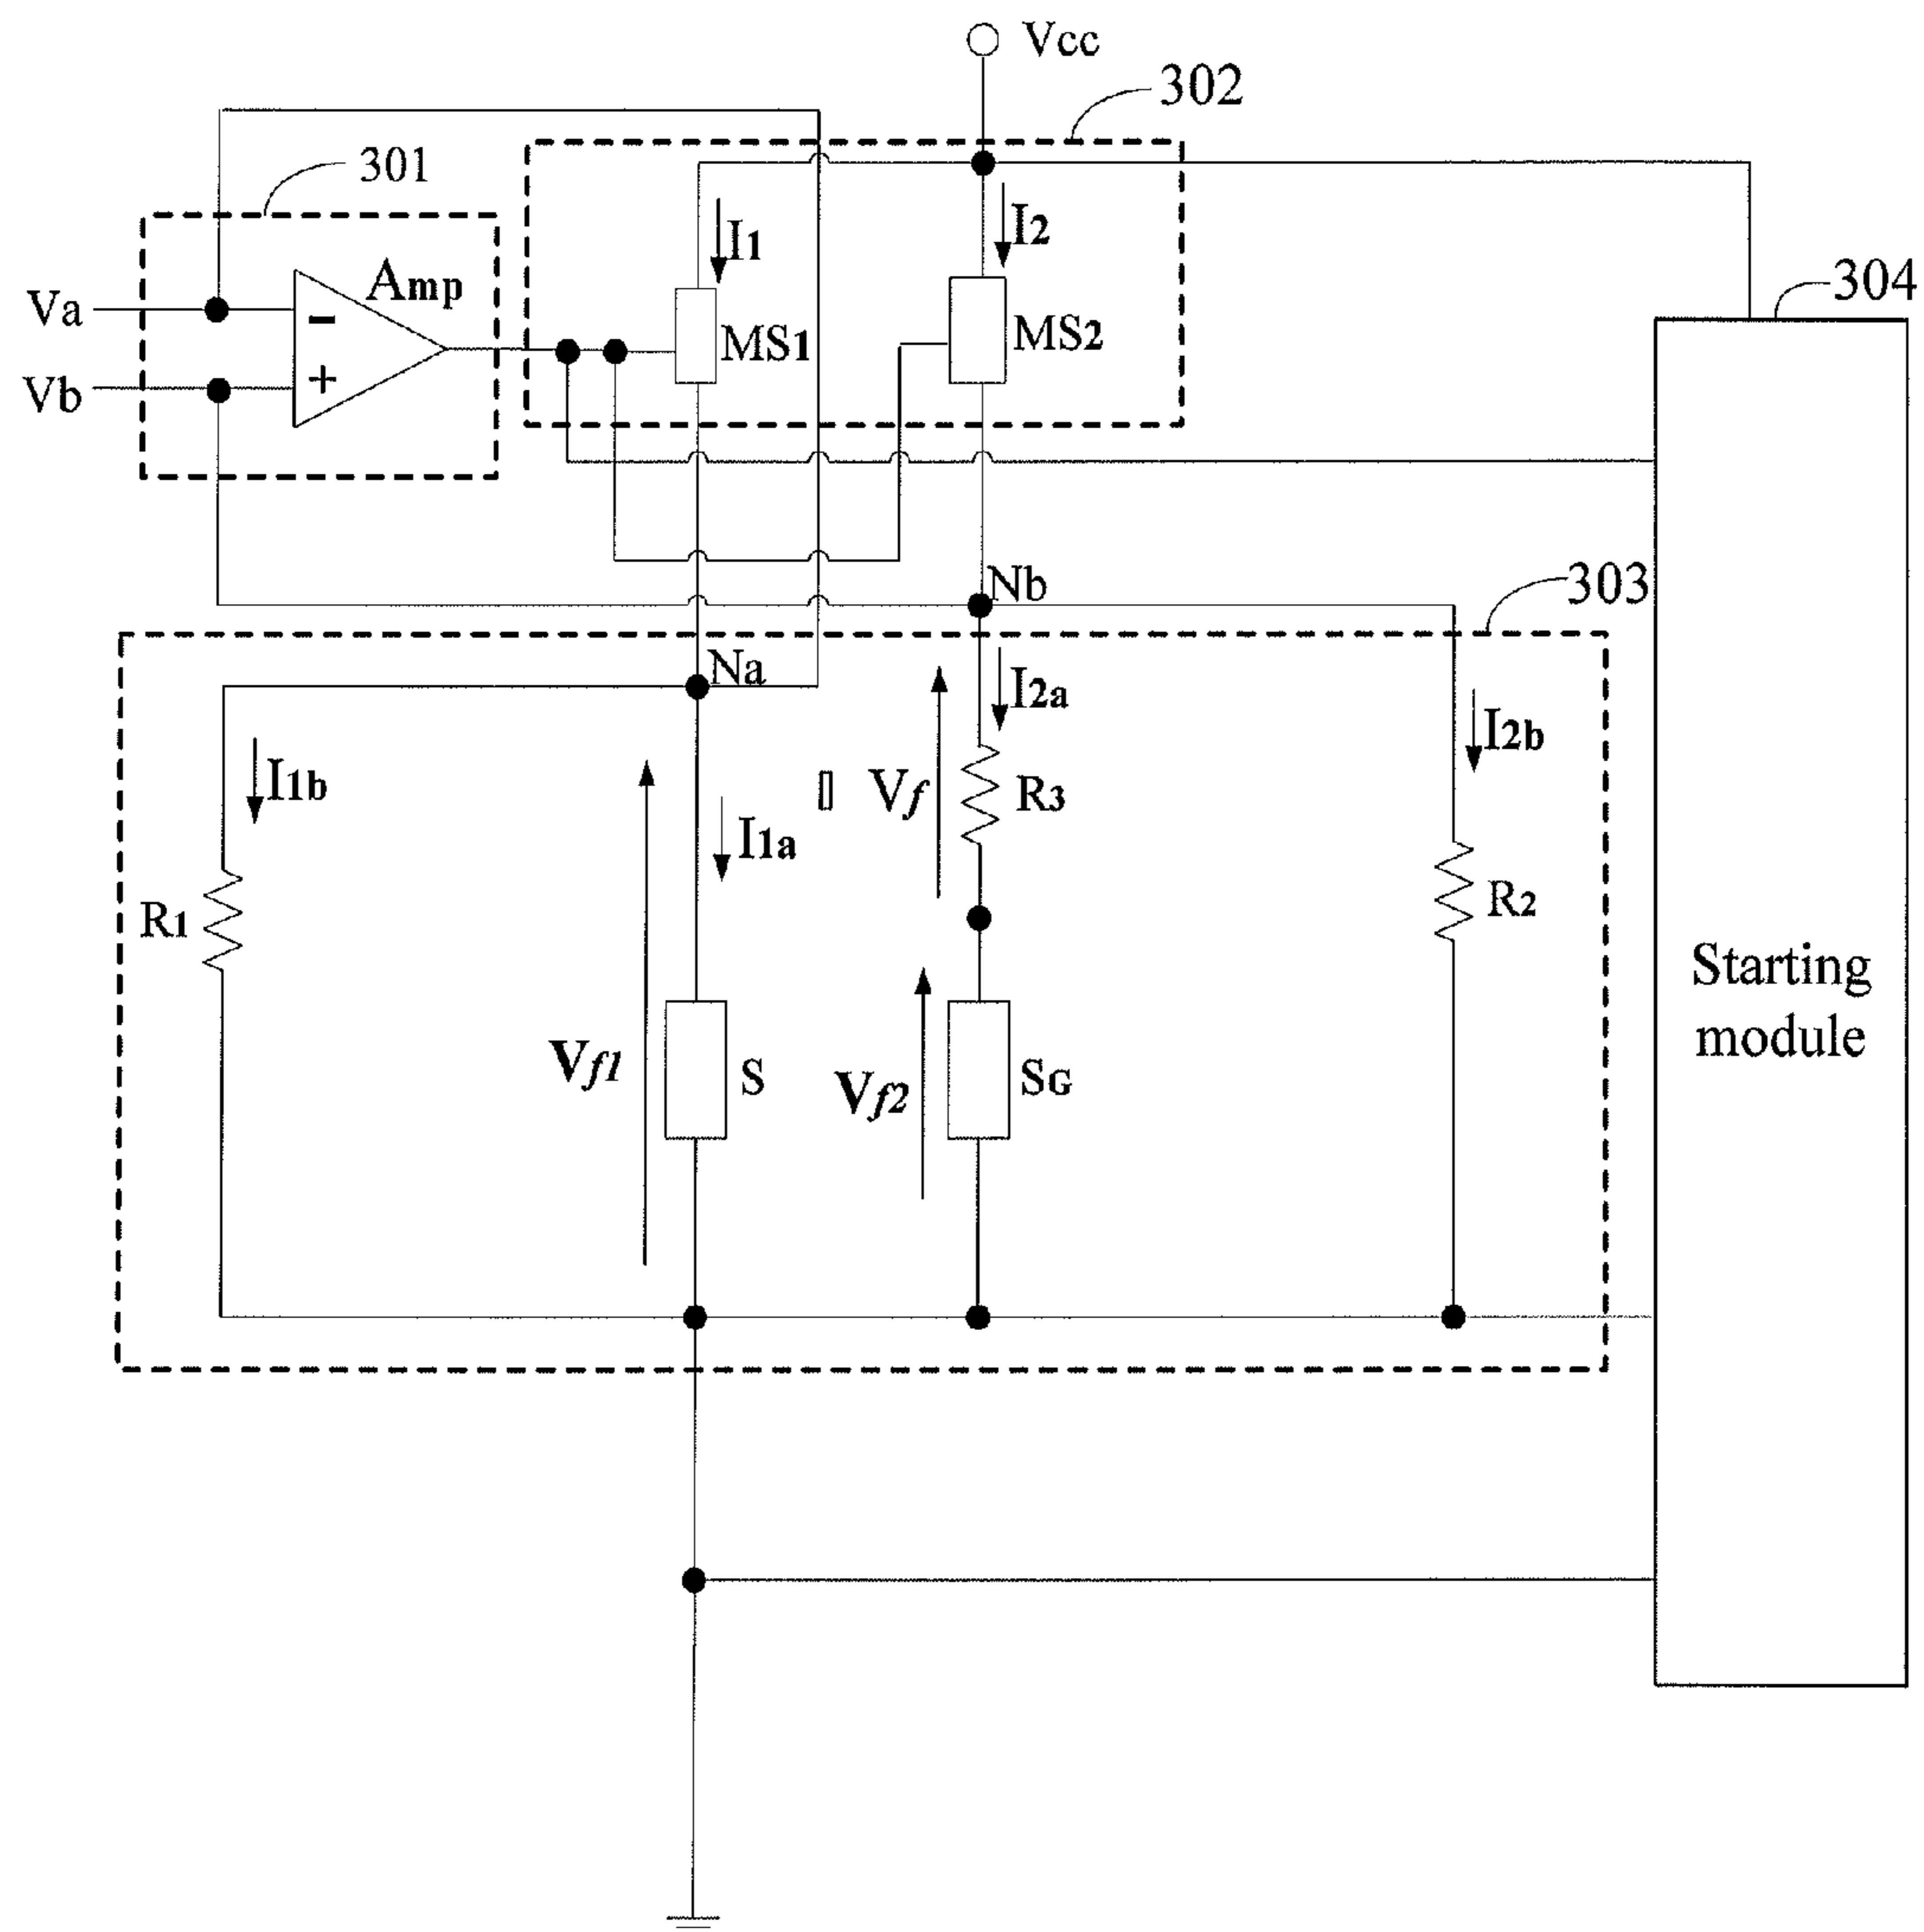 Vcc
302
301
I1
I2
Amp
304
Va
-
MS1
MS2
Vb
+
Nb
303
Na
I2a
I2b
I1b
Vf
R3
I1a
R1
R2
Starting
module
Vf1
S
Vf2
SG